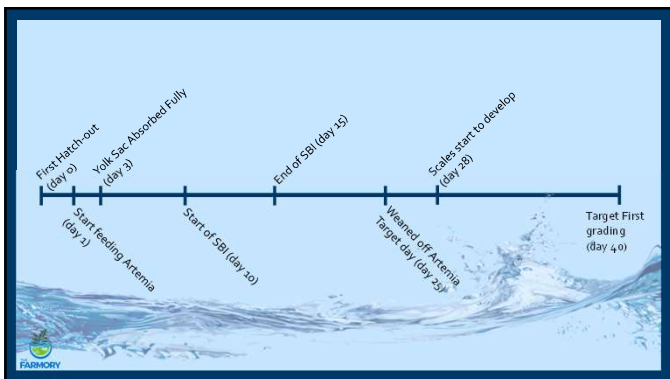 First Hatch-out
(day 0)
Start feeding Artemia
(day 1)
Yolk Sac Absorbed Fully
(day 3)
Start of SBI (day 10)
End of SBI (day 15)
Weaned off Artemia
Target day (day 25)
Scales start to develop
(day 28)
Target First
grading
(day 40)
THE
FARMORY